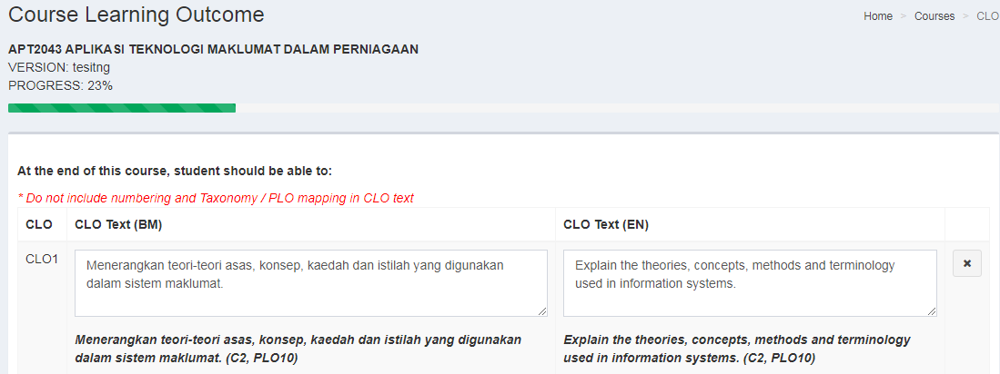 Course Learning Outcome
Home > Courses > CLO
APT2043 APLIKASI TEKNOLOGI MAKLUMAT DALAM PERNIAGAAN
VERSION: tesitng
PROGRESS: 23%
At the end of this course, student should be able to:
* Do not include numbering and Taxonomy / PLO mapping in CLO text
CLO CLO Text (BM) CLO Text (EN)
CLO1
Menerangkan teori-teori asas, konsep, kaedah dan istilah yang digunakan
dalam sistem maklumat.
Explain the theories, concepts, methods and terminology
used in information systems.
Menerangkan teori-teori asas, konsep, kaedah dan istilah yang digunakan
dalam sistem maklumat. (C2, PLO10)
Explain the theories, concepts, methods and terminology
used in information systems. (C2, PLO10)